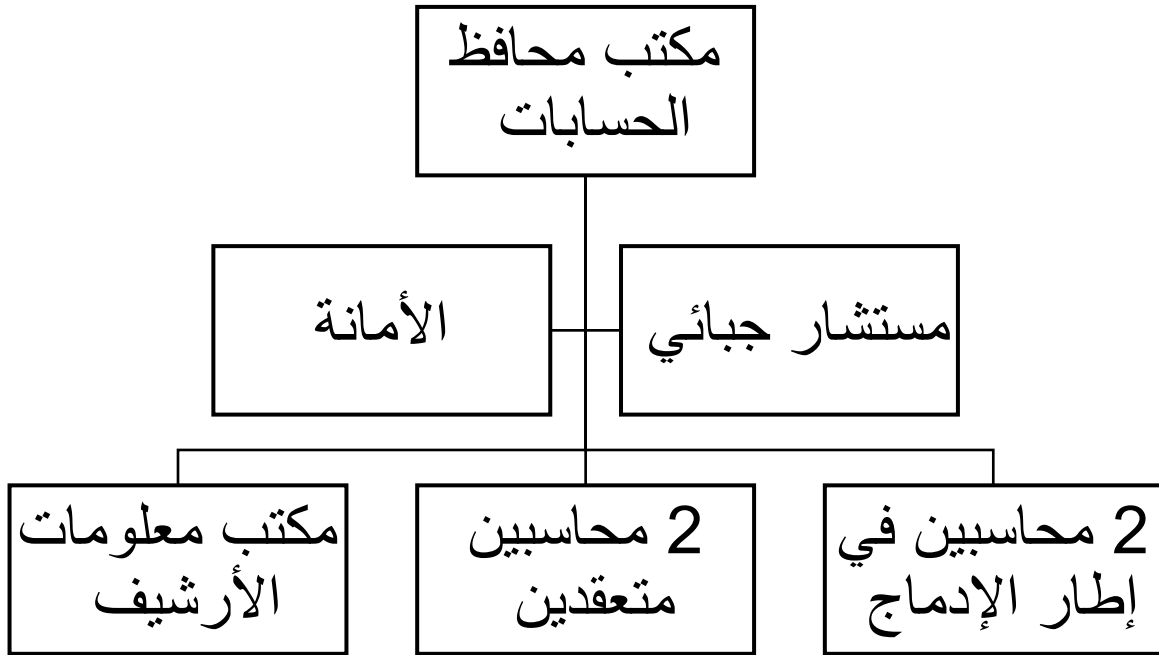 مكتب محافظ
الحسابات
مستشار جبائي
الأمانة
2 محاسبين في
إطار الإدماج
2 محاسبين
متعقدين
مكتب معلومات
الأرشيف